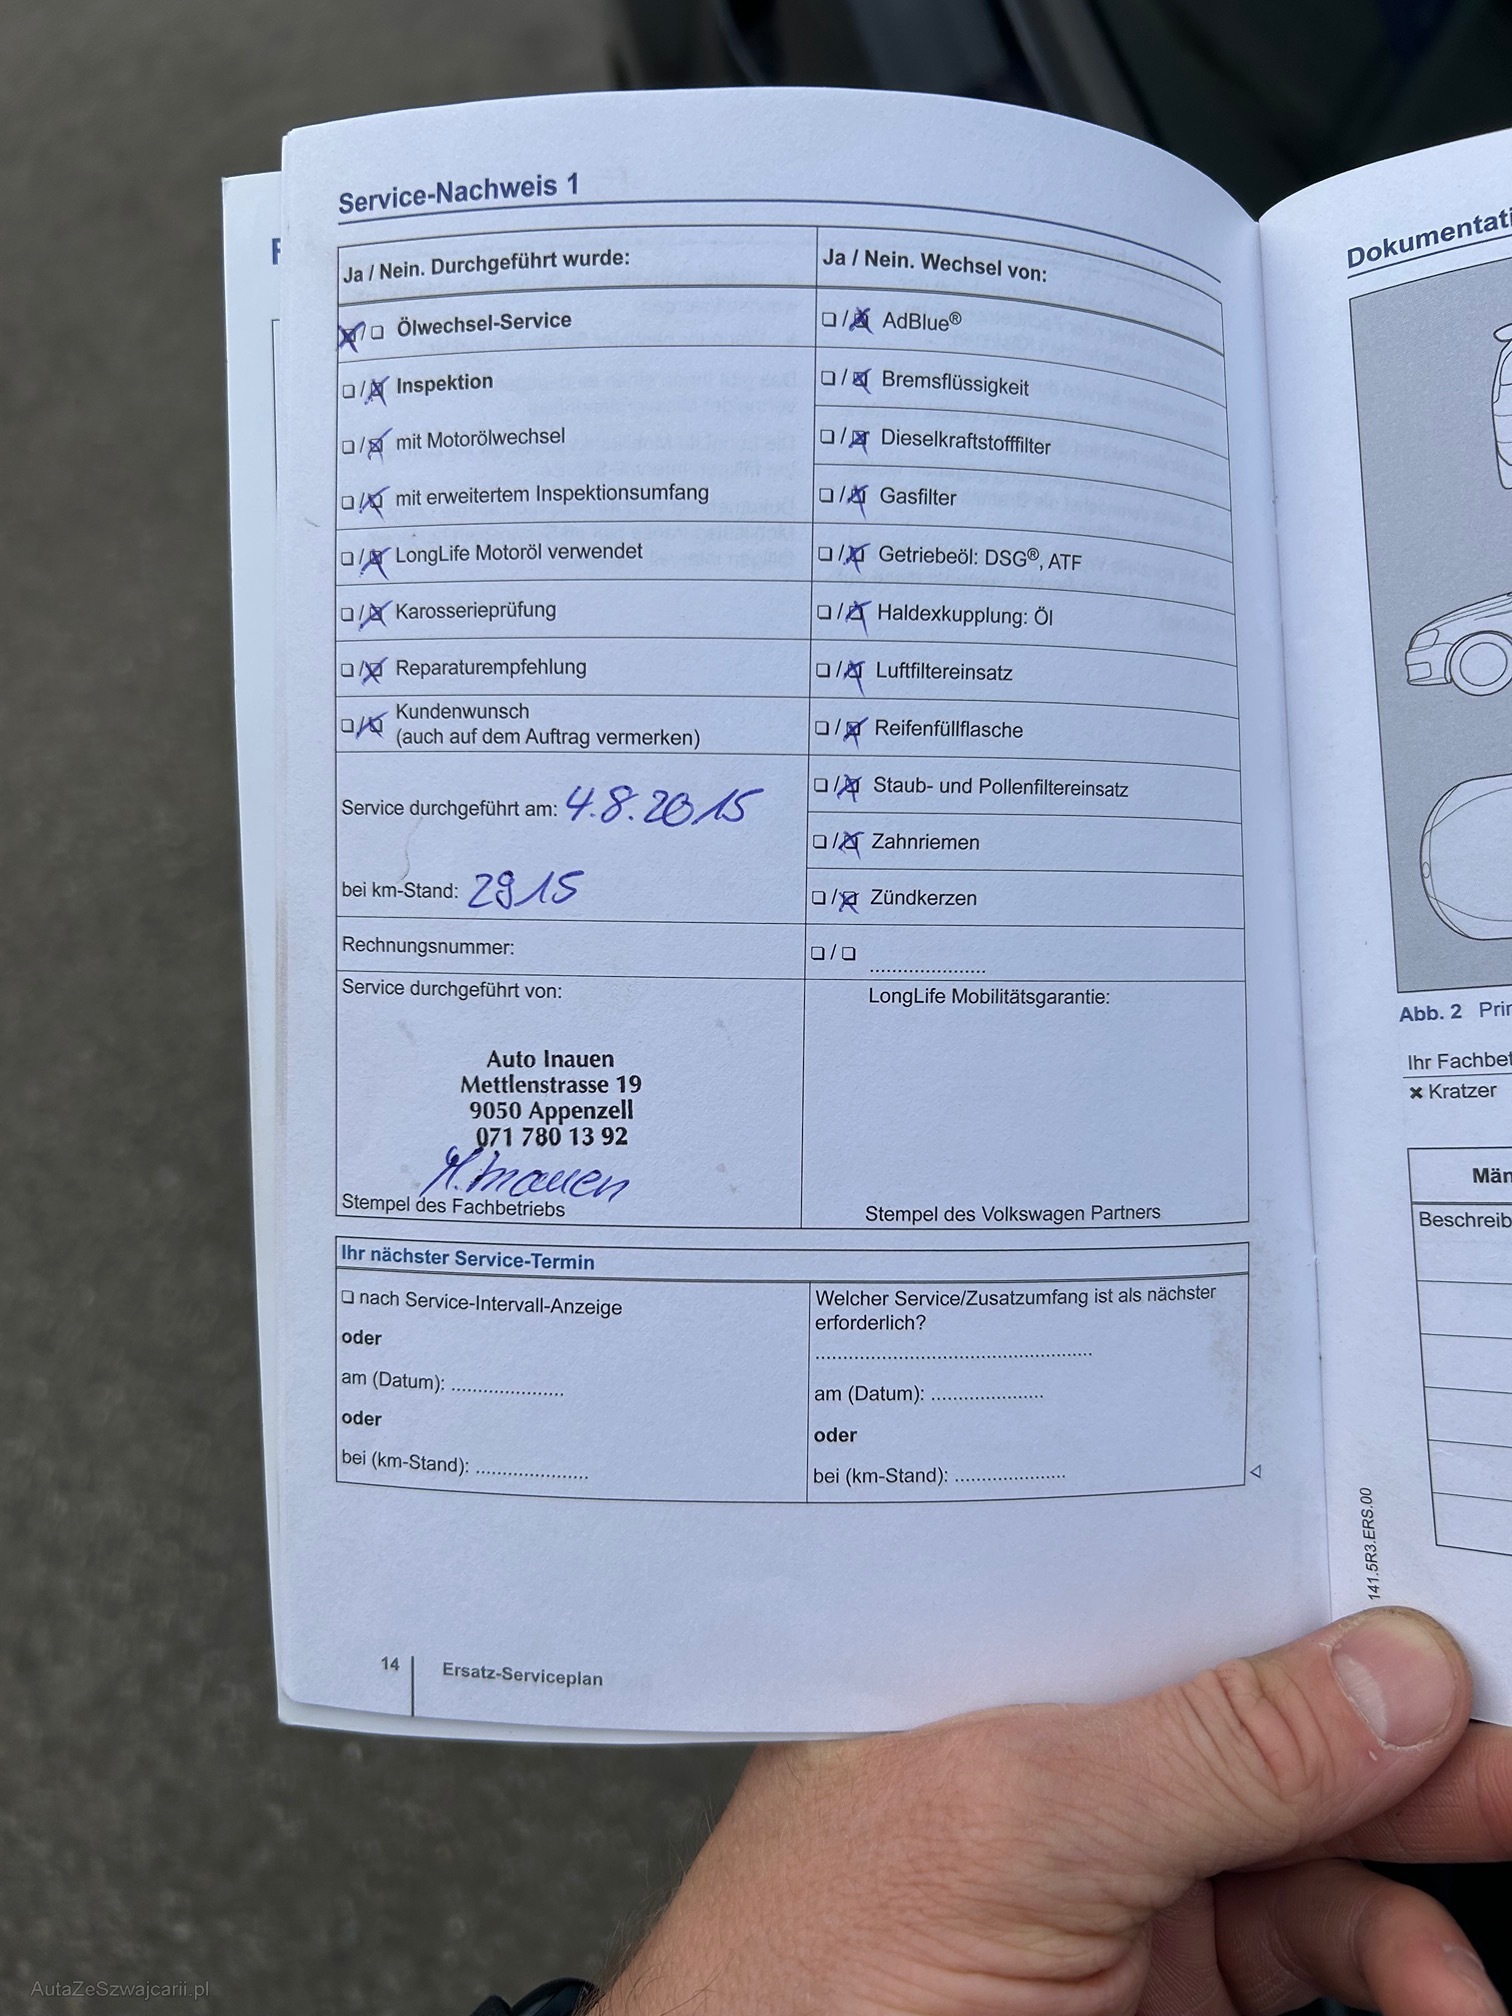 Service-Nachweis 1
Ja / Nein. Durchgeführt wurde:
Ölwechsel-Service
Inspektion
mit Motorölwechsel
mit erweitertem Inspektionsumfang
LongLife Motoröl verwendet
Karosserieprüfung
Reparaturempfehlung
Kundenwunsch
(auch auf dem Auftrag vermerken)
Service durchgeführt am: 4.8.2015
bei km-Stand: 2915
Rechnungsnummer:
Service durchgeführt von:
Auto Inauen
Mettlenstrasse 19
9050 Appenzell
071 780 13 92
M. Inauen
Stempel des Fachbetriebs
Ja / Nein. Wechsel von:
AdBlue®
Bremsflüssigkeit
Dieselkraftstofffilter
Gasfilter
Getriebeöl: DSG®, ATF
Haldexkupplung: Öl
Luftfiltereinsatz
Reifenfüllflasche
Staub- und Pollenfiltereinsatz
Zahnriemen
Zündkerzen
LongLife Mobilitätsgarantie:
Stempel des Volkswagen Partners
Ihr nächster Service-Termin
nach Service-Intervall-Anzeige
oder
am (Datum):
oder
bei (km-Stand):
Welcher Service/Zusatzumfang ist als nächster
erforderlich?
am (Datum):
oder
bei (km-Stand):
14 Ersatz-Serviceplan
Dokumentati
Abb. 2 Prin
Ihr Fachbet
Kratzer
Män
Beschreib
141.5R3.ERS.00
AutaZeSzwajcarii.pl